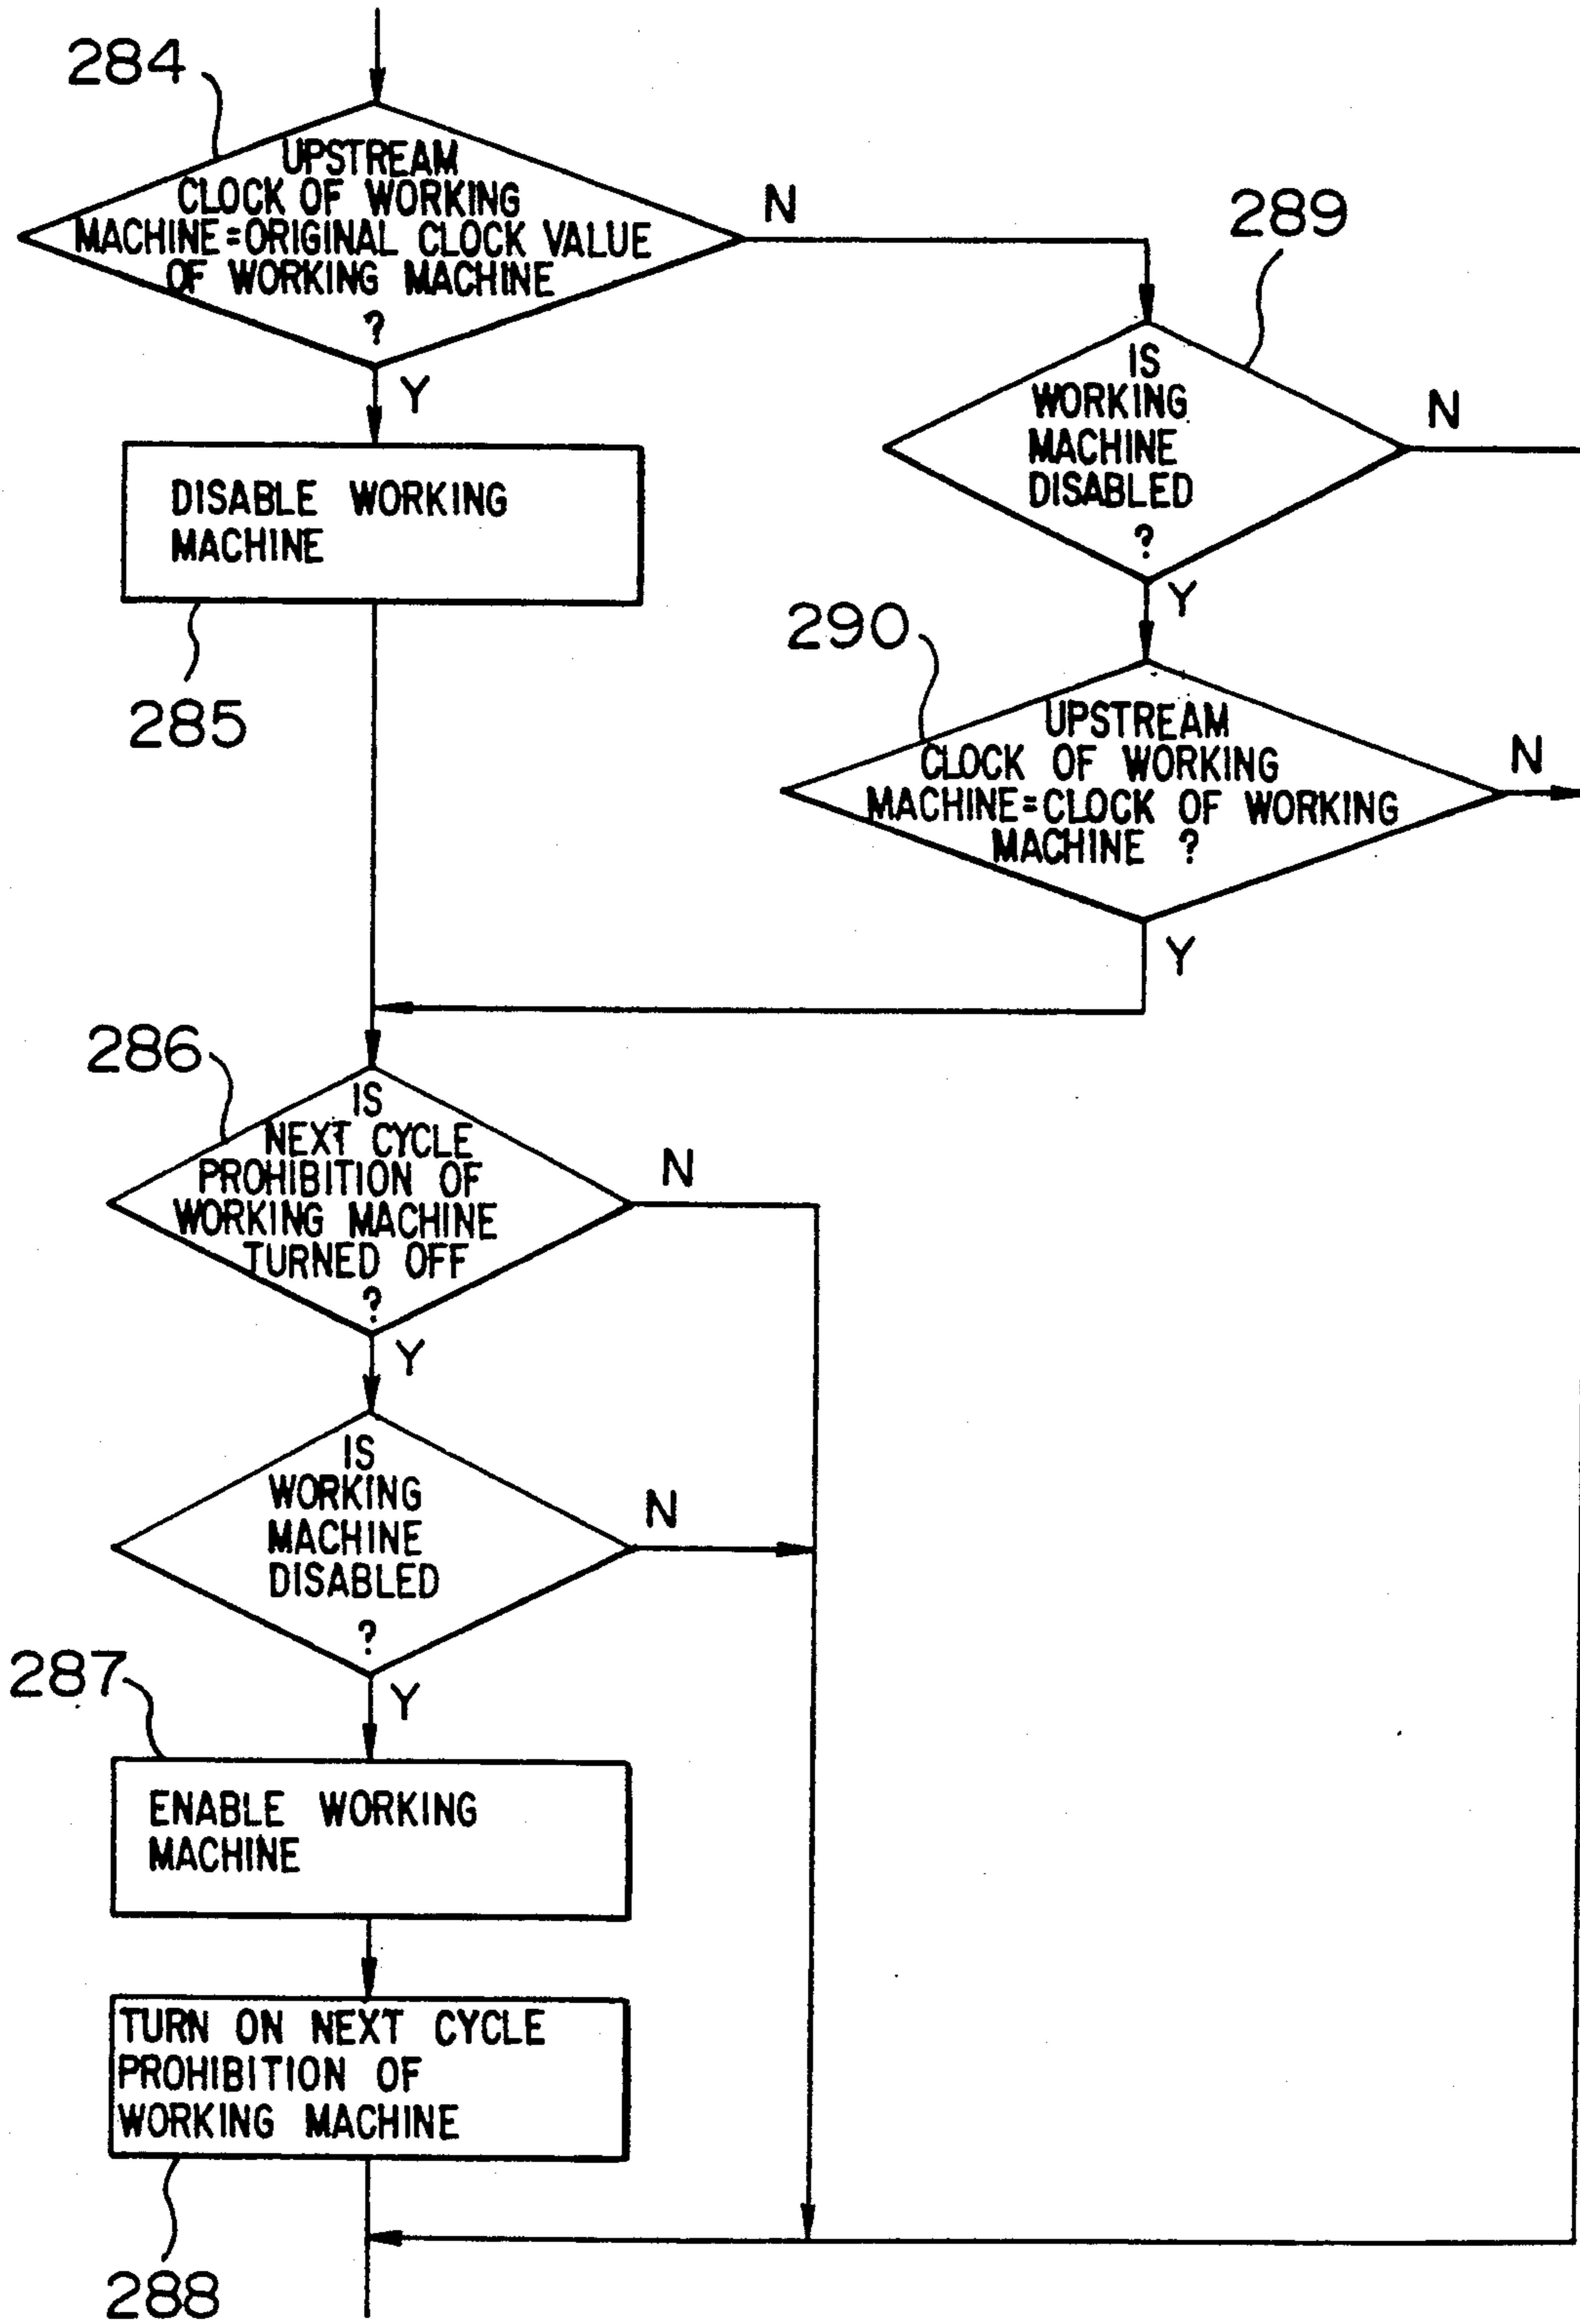 284
UPSTREAM
CLOCK OF WORKING
MACHINE=ORIGINAL CLOCK VALUE
OF WORKING MACHINE
?
N
Y
289
IS
WORKING
MACHINE
DISABLED
?
N
Y
DISABLE WORKING
MACHINE
285
290
UPSTREAM
CLOCK OF WORKING
MACHINE=CLOCK OF WORKING
MACHINE ?
N
Y
286
IS
NEXT CYCLE
PROHIBITION OF
WORKING MACHINE
TURNED OFF
?
N
Y
IS
WORKING
MACHINE
DISABLED
?
N
Y
287
ENABLE WORKING
MACHINE
TURN ON NEXT CYCLE
PROHIBITION OF
WORKING MACHINE
288